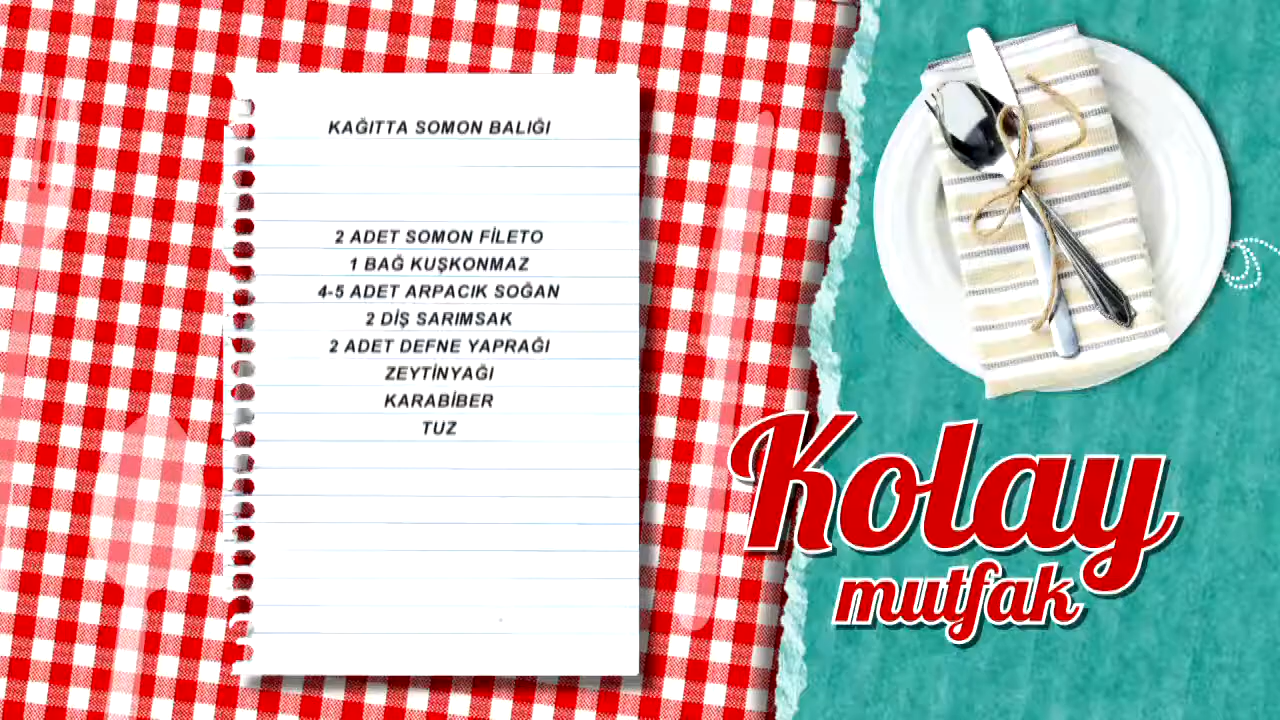 KAĞITTA SOMON BALIĞI
2 ADET SOMON FİLETO
1 BAĞ KUŞKONMAZ
4-5 ADET ARPACIK SOĞAN
2 DİŞ SARIMSAK
2 ADET DEFNE YAPRAĞI
ZEYTİNYAĞI
KARABİBER
TUZ
Kolay
mutfak